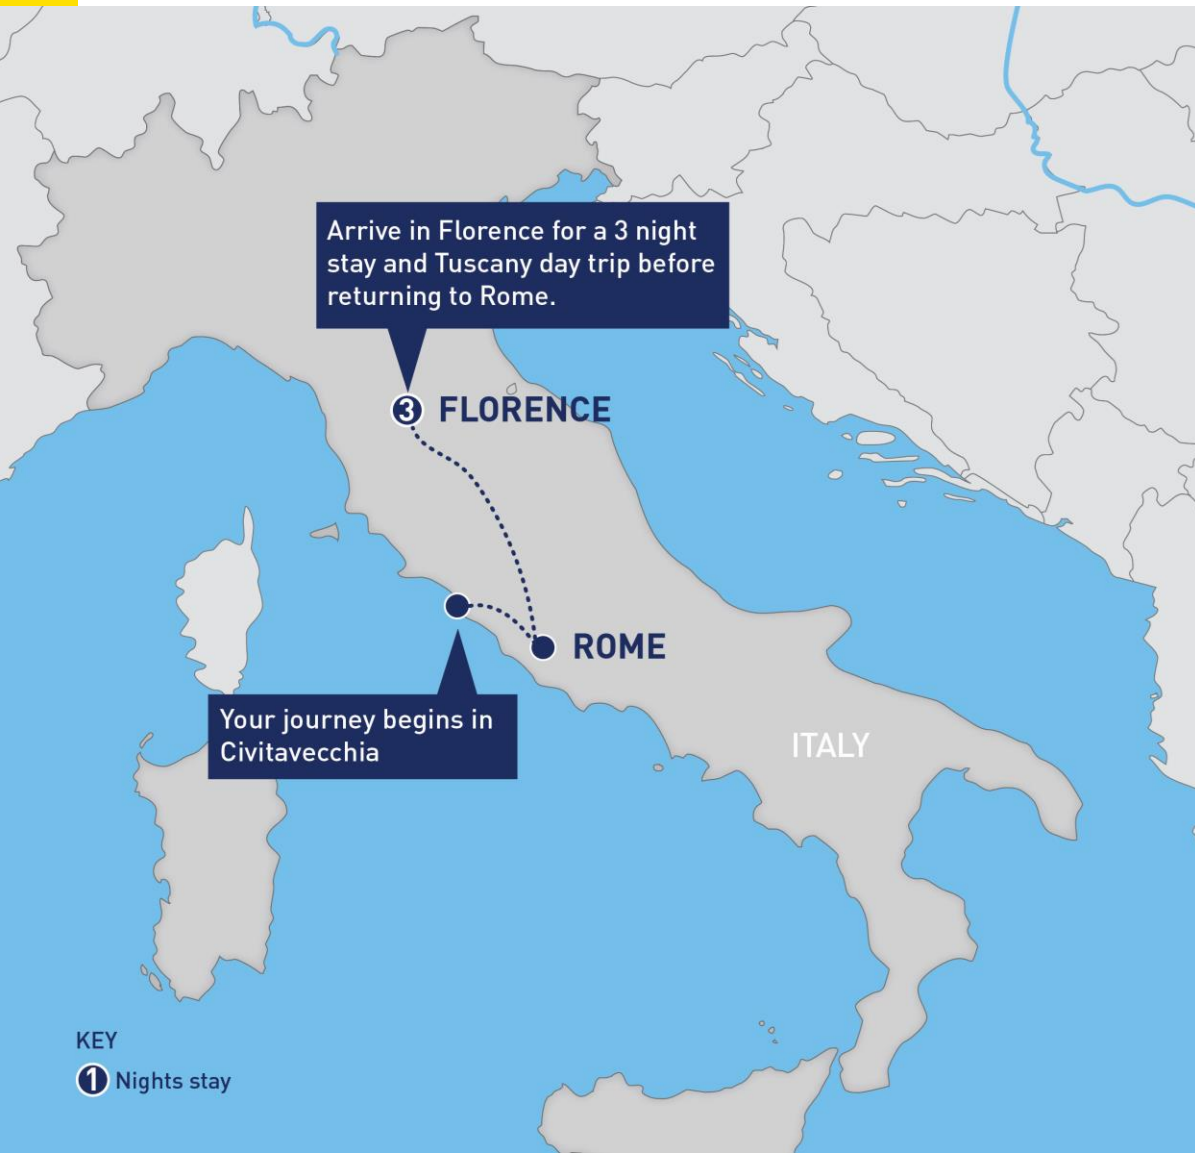 Arrive in Florence for a 3 night
stay and Tuscany day trip before
returning to Rome.
3 FLORENCE
ROME
Your journey begins in
Civitavecchia
ITALY
KEY
1 Nights stay